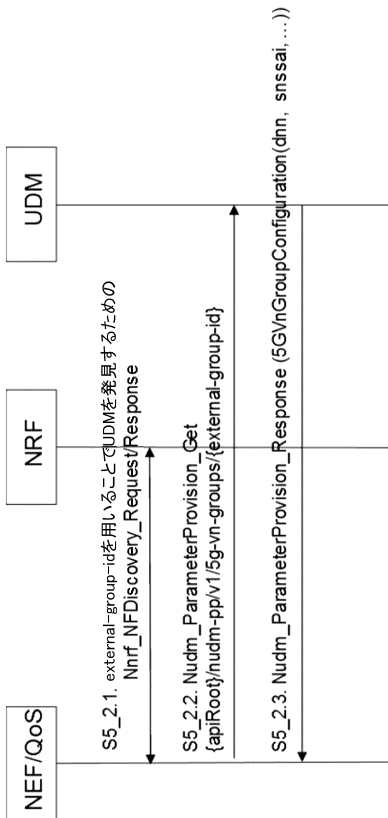 NEF/QoS
NRF
UDM
S5_2.1. external-group-idを用いることでUDMを発見するための
Nnrf_NFDiscovery_Request/Response
S5_2.2. Nudm_ParameterProvision_Get
{apiRoot}/nudm-pp/v1/5g-vn-groups/{external-group-id}
S5_2.3. Nudm_ParameterProvision_Response (5GVnGroupConfiguration(dnn, snssai,...))